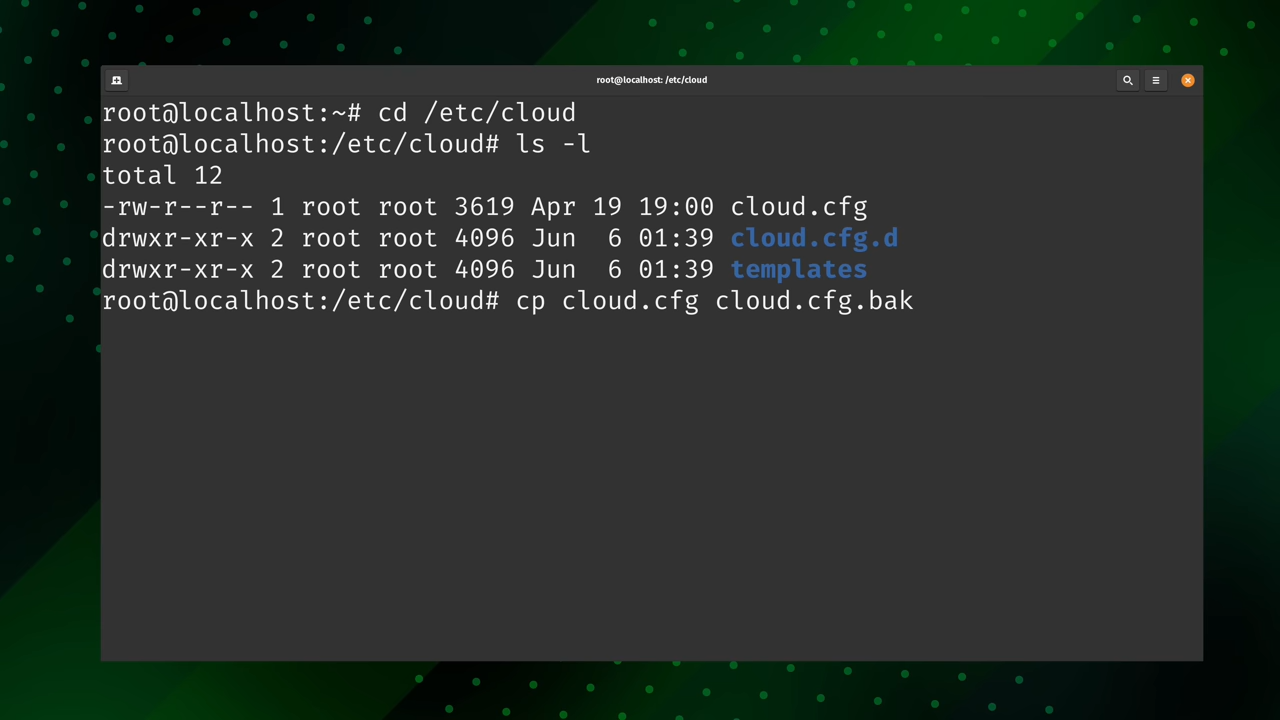 root@localhost: /etc/cloud
root@localhost:~# cd /etc/cloud
root@localhost:/etc/cloud# ls -l
total 12
-rw-r--r-- 1 root root 3619 Apr 19 19:00 cloud.cfg
drwxr-xr-x 2 root root 4096 Jun  6 01:39 cloud.cfg.d
drwxr-xr-x 2 root root 4096 Jun  6 01:39 templates
root@localhost:/etc/cloud# cp cloud.cfg cloud.cfg.bak